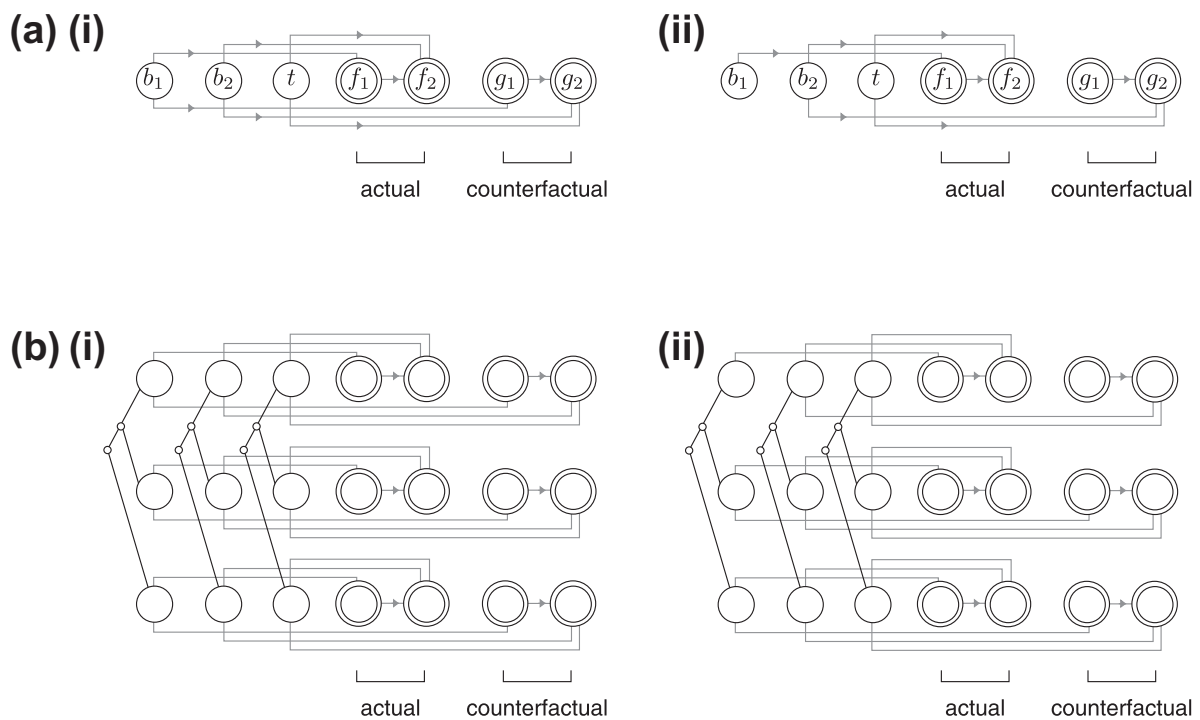 (a) (i) (ii)
b1 b2 t f1 f2 g1 g2 b1 b2 t f1 f2 g1 g2
actual counterfactual actual counterfactual
(b) (i) (ii)
actual counterfactual actual counterfactual